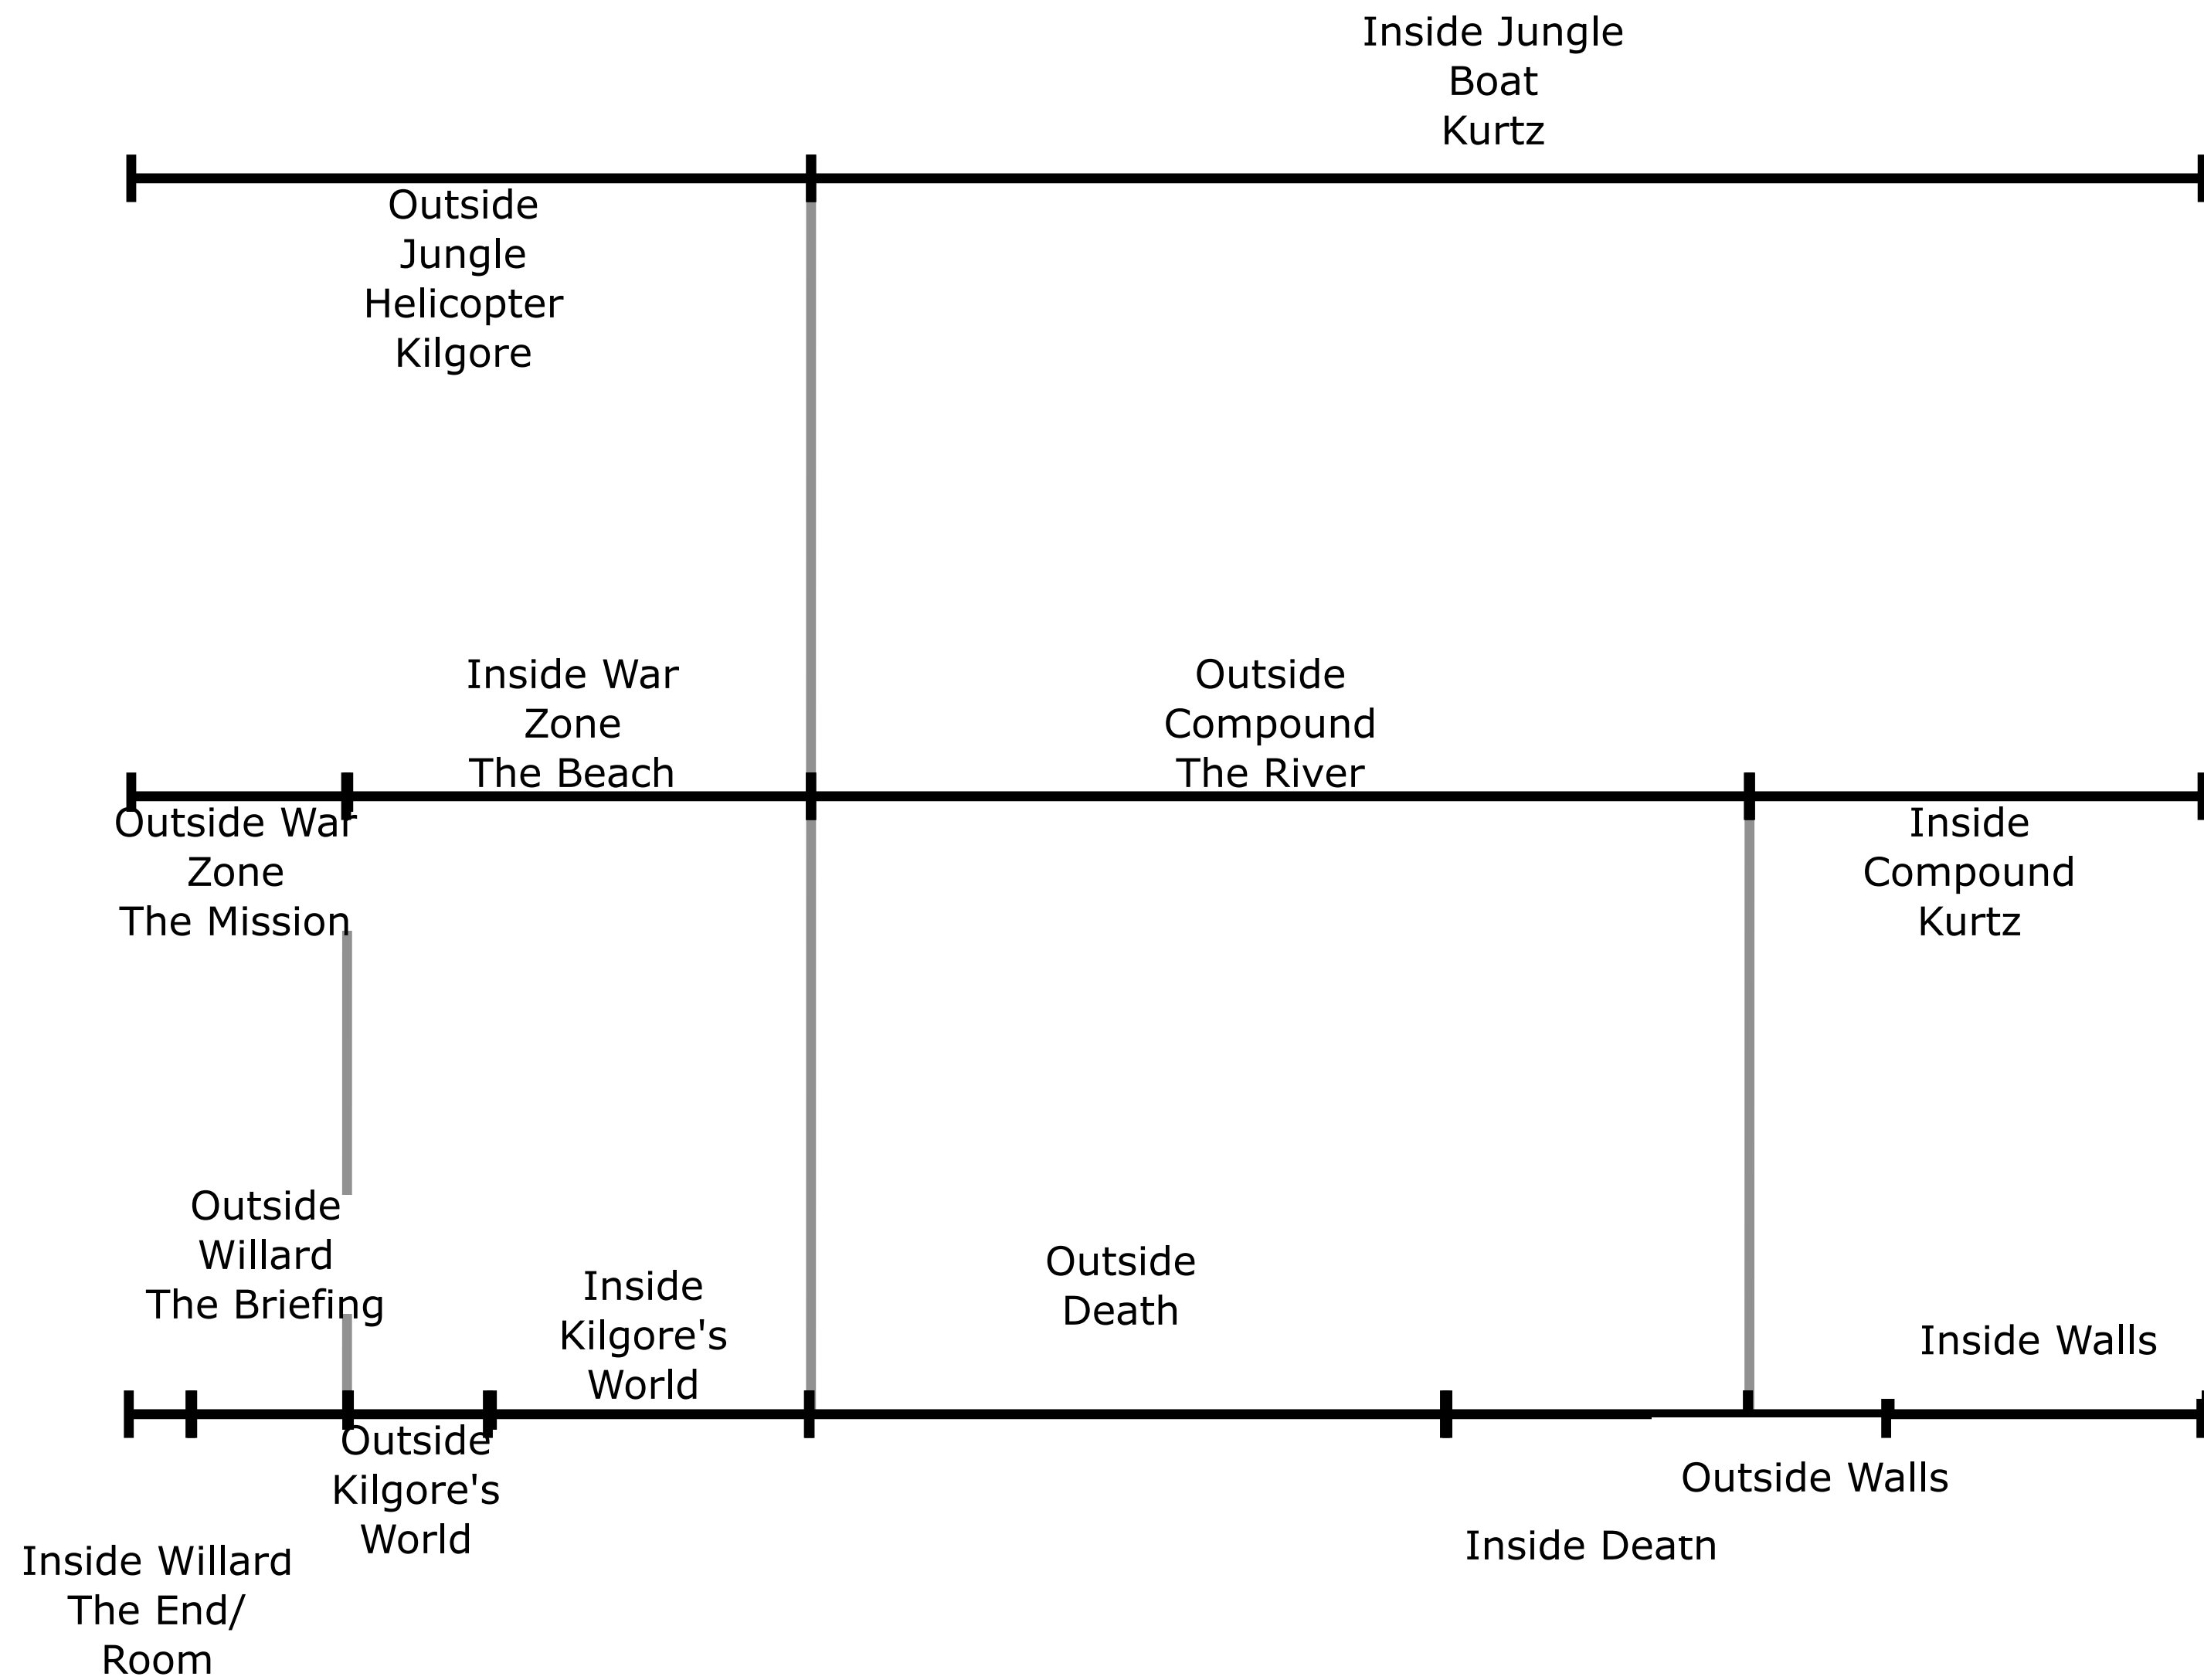 Inside Jungle
Boat
Kurtz
Outside
Jungle
Helicopter
Kilgore
Inside War
Zone
The Beach
Outside
Compound
The River
Outside War
Zone
The Mission
Inside
Compound
Kurtz
Outside
Willard
The Briefing
Inside
Kilgore's
World
Outside
Death
Inside Walls
Outside
Kilgore's
World
Outside Walls
Inside Death
Inside Willard
The End/
Room